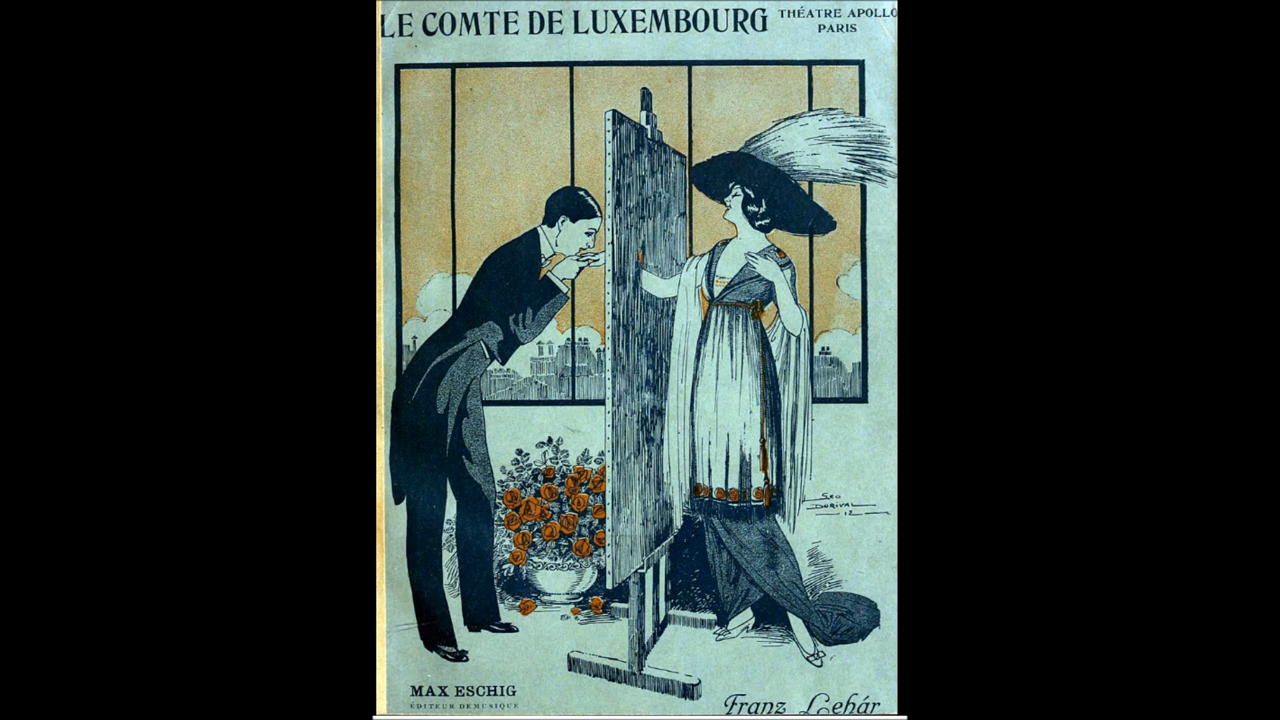 LE COMTE DE LUXEMBOURG
THÉATRE APOLLO
PARIS
GEO
DORIVAL
12
MAX ESCHIG
ÉDITEUR DE MUSIQUE
Franz Lehár